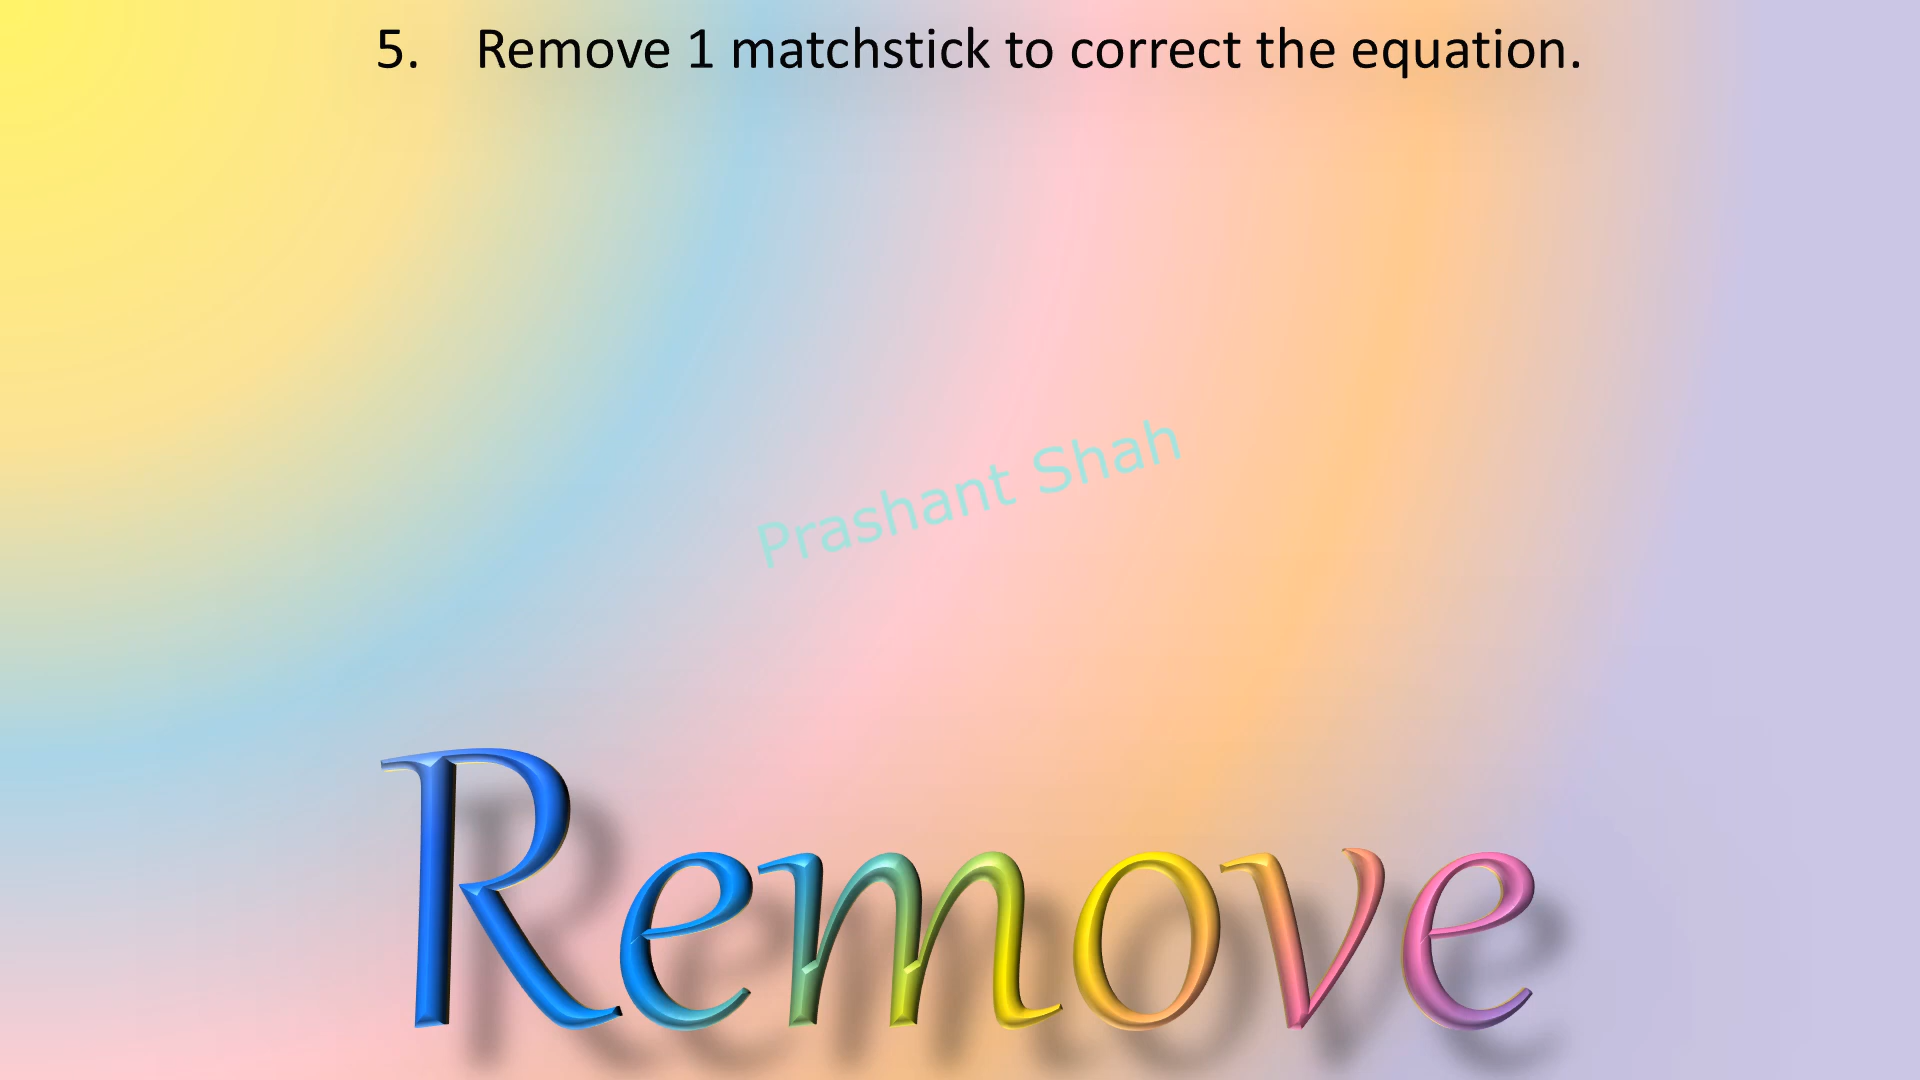 5. Remove 1 matchstick to correct the equation.
Prashant Shah
Remove